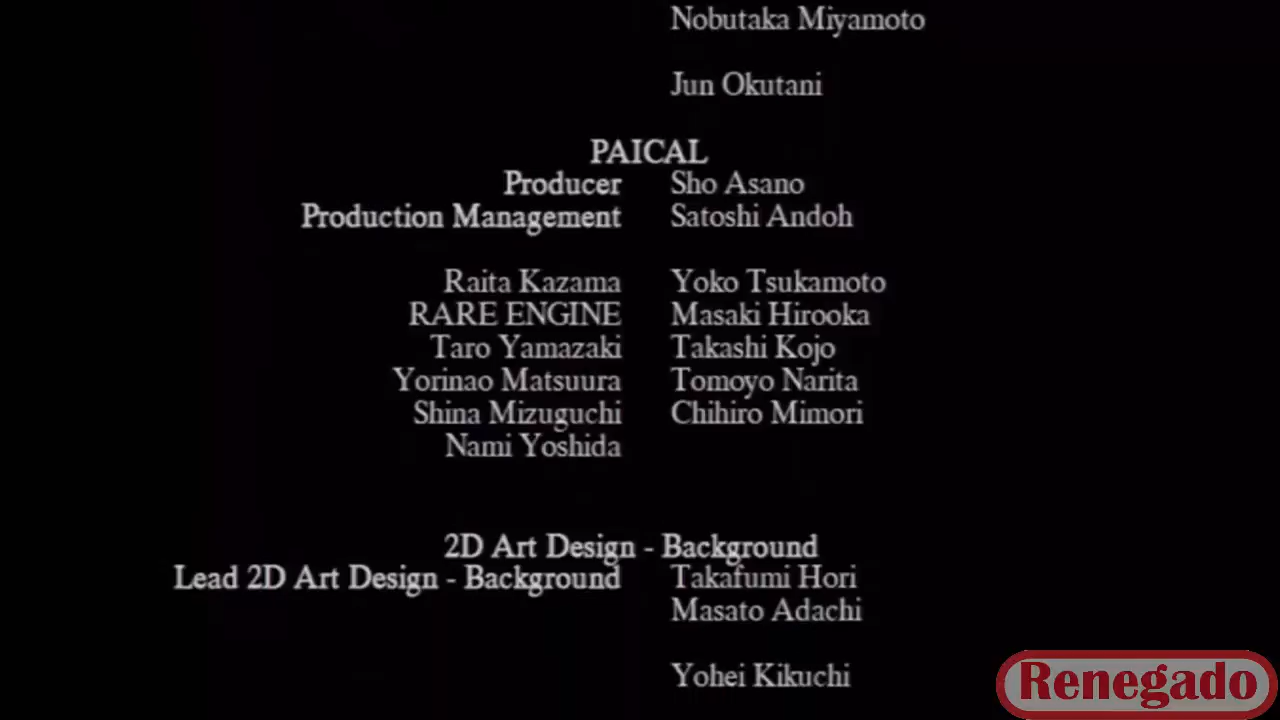 Nobutaka Miyamoto
Jun Okutani
PAICAL
Producer Sho Asano
Production Management Satoshi Andoh
Raita Kazama Yoko Tsukamoto
RARE ENGINE Masaki Hirooka
Taro Yamazaki Takashi Kojo
Yorinao Matsuura Tomoyo Narita
Shina Mizuguchi Chihiro Mimori
Nami Yoshida
2D Art Design - Background
Lead 2D Art Design - Background Takafumi Hori
Masato Adachi
Yohei Kikuchi
Renegado